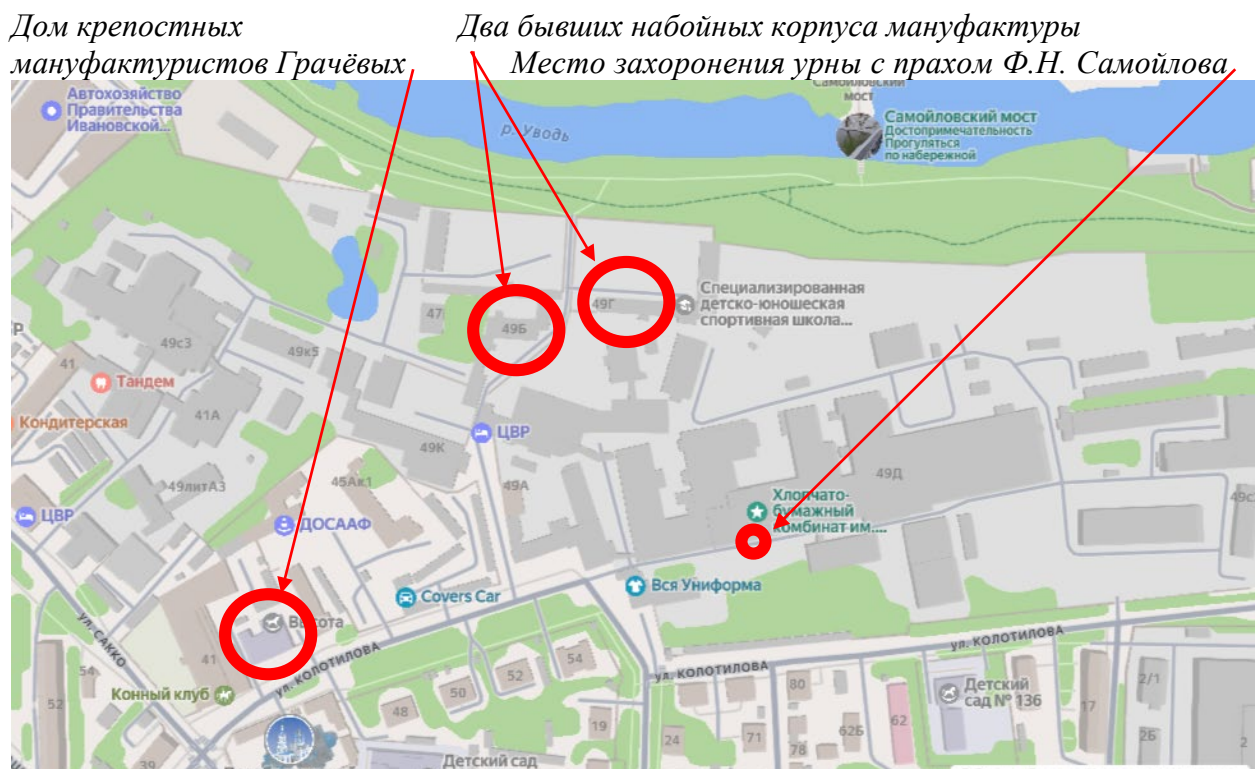 Дом крепостных
мануфактуристов Грачёвых
Два бывших набойных корпуса мануфактуры
Место захоронения урны с прахом Ф.Н. Самойлова
Автохозяйство
Правительства
Ивановской...
САМОЙЛОВСКИЙ
МОСТ
р. Уводь
Самойловский мост
Достопримечательность
Прогуляться
по набережной
Специализированная
детско-юношеская
спортивная школа...
47
49Б
49Г
49с3
49к5
41
Тандем
41А
Кондитерская
ЦВР
49К
49А
49Д
49литА3
45Ак1
ЦВР
ДОСААФ
Хлопчато-
бумажный
комбинат им....
Вся Униформа
Covers Car
Высота
ул. САККО
41
ул. КОЛОТИЛОВА
ул. КОЛОТИЛОВА
ул. КОЛОТИЛОВА
54
52
Конный клуб
50
52
54
48
19
24
71
80
78
62Б
62
Детский
сад № 136
17
2/1
2Б
2
39
Детский сад